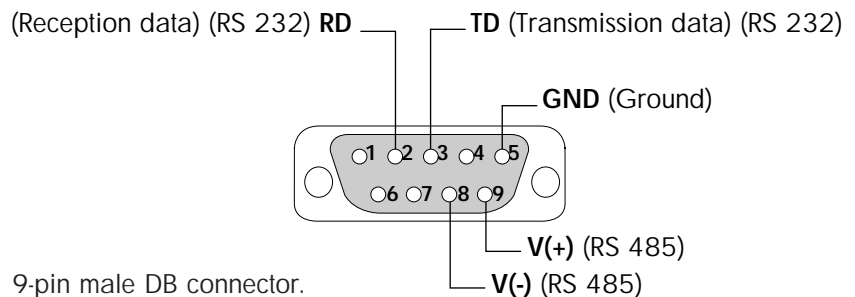 (Reception data) (RS 232) RD
TD (Transmission data) (RS 232)
GND (Ground)
1 2 3 4 5
6 7 8 9
V(+) (RS 485)
9-pin male DB connector.
V(-) (RS 485)